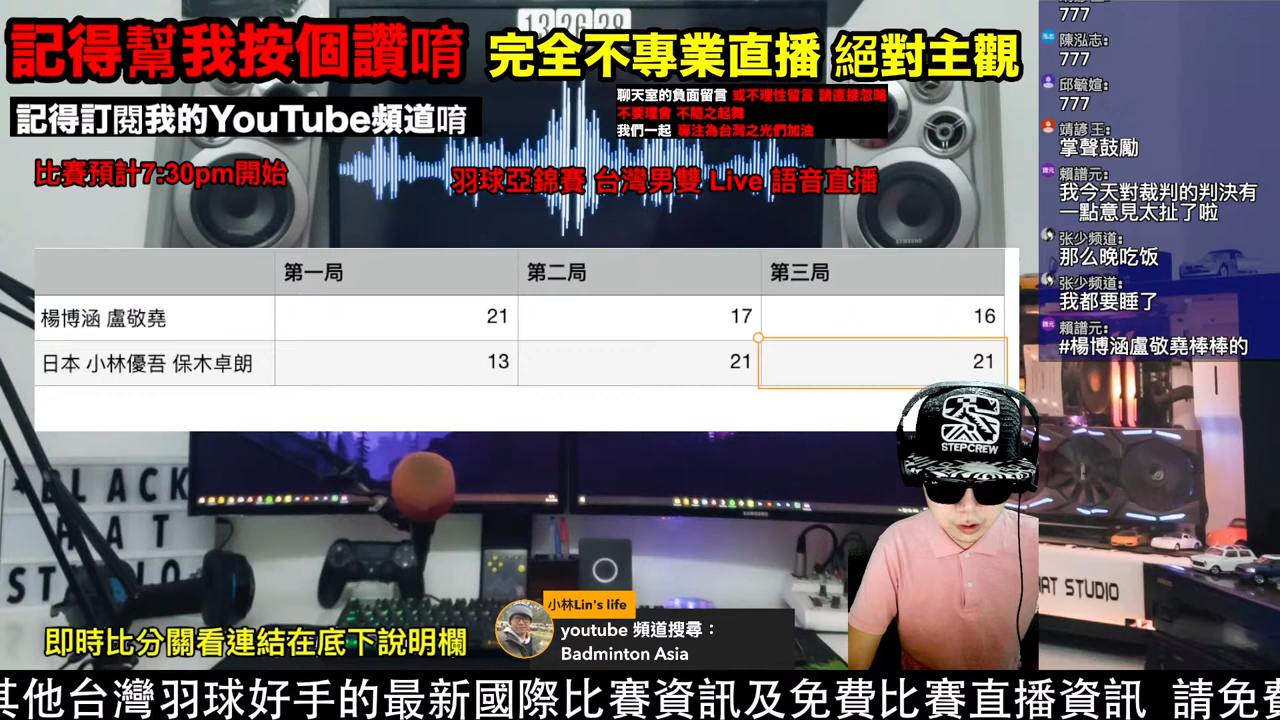 13 26 28
記得幫我按個讚唷
完全不專業直播 絕對主觀
記得訂閱我的YouTube頻道唷
聊天室的負面留言 或不理性留言 請直接忽略
不要理會 不隨之起舞
我們一起 專注為台灣之光們加油
比賽預計7:30pm開始
羽球亞錦賽 台灣男雙 Live 語音直播
第一局 第二局 第三局
楊博涵 盧敬堯 21 17 16
日本 小林優吾 保木卓朗 13 21 21
777
陳泓志:
777
邱毓媗:
777
靖諺 王:
掌聲鼓勵
賴譜元:
我今天對裁判的判決有
一點意見太扯了啦
张少频道:
那么晚吃饭
张少频道:
我都要睡了
賴譜元:
#楊博涵盧敬堯棒棒的
STEPCREW
BLACK
HAT
STUDIO
SAMSUNG
HAT STUDIO
小林Lin's life
youtube 頻道搜尋：
Badminton Asia
即時比分關看連結在底下說明欄
其他台灣羽球好手的最新國際比賽資訊及免費比賽直播資訊 請免費